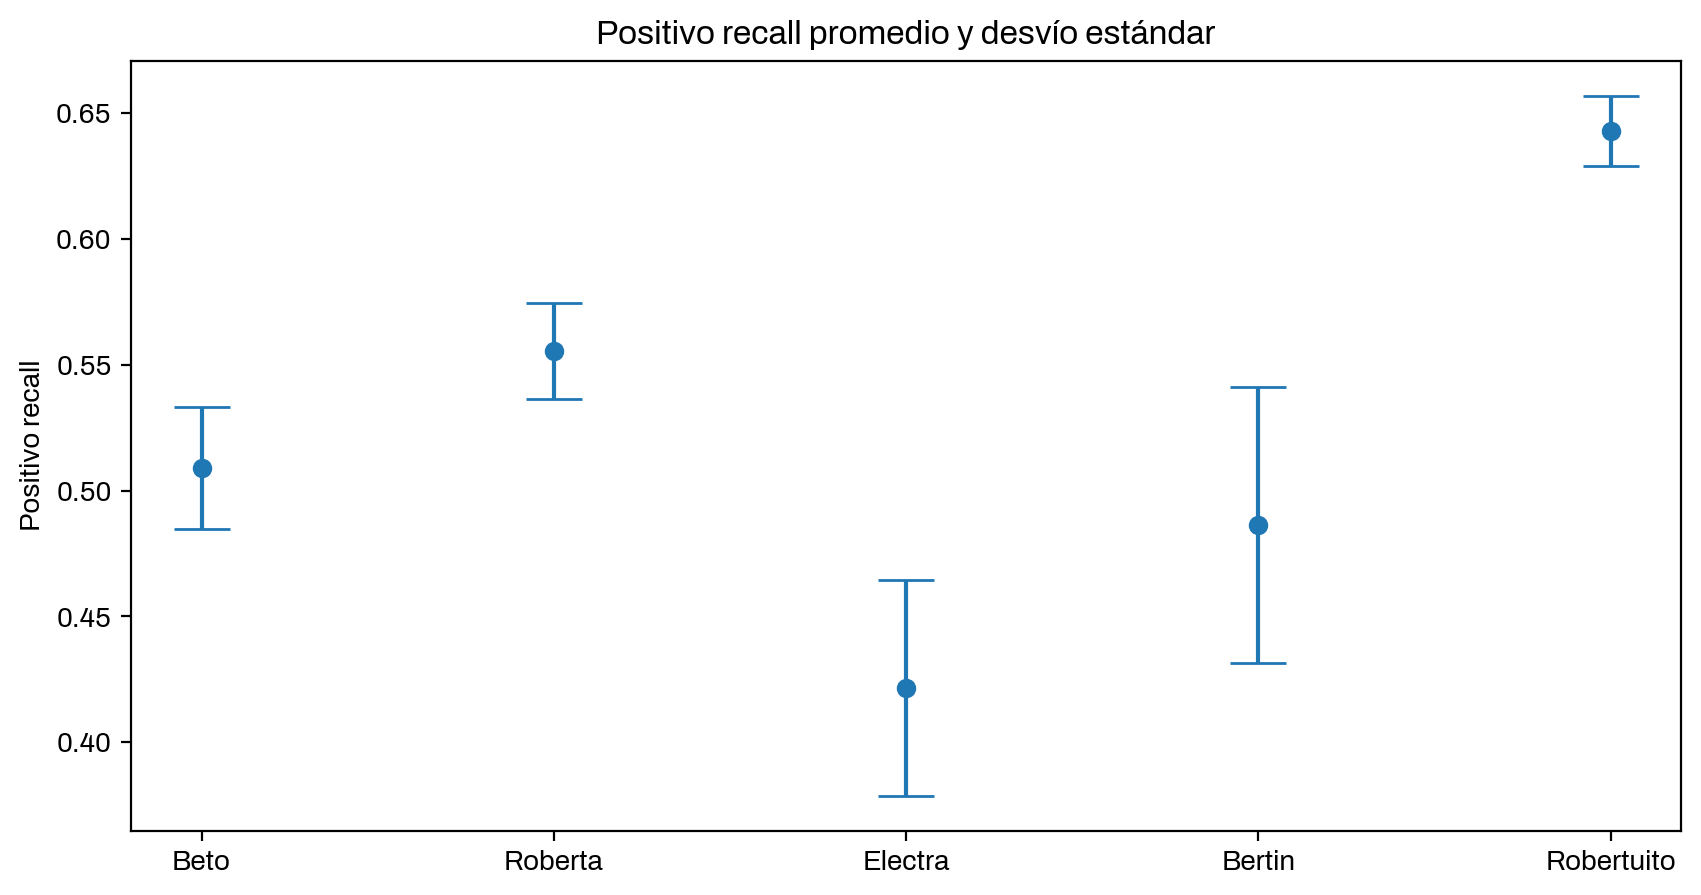 Positivo recall promedio y desvío estándar
Positivo recall
0.65
0.60
0.55
0.50
0.45
0.40
Beto Roberta Electra Bertin Robertuito